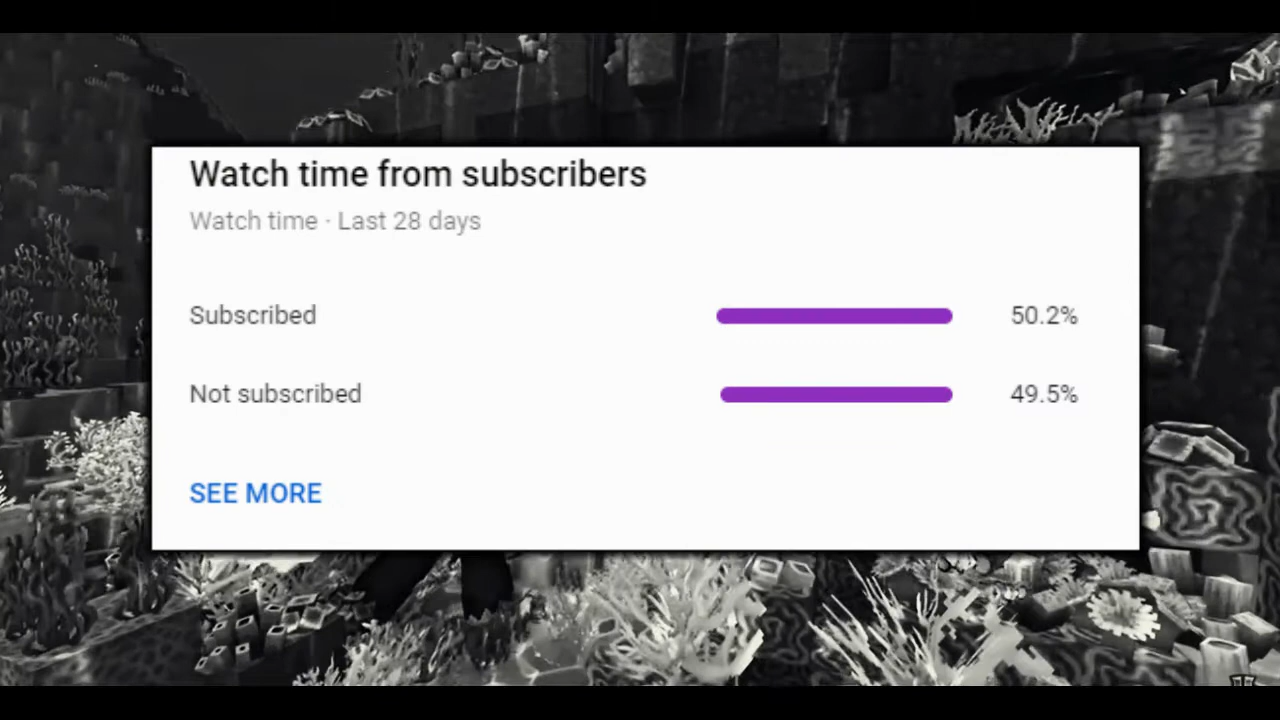 Watch time from subscribers
Watch time · Last 28 days
Subscribed 50.2%
Not subscribed 49.5%
SEE MORE